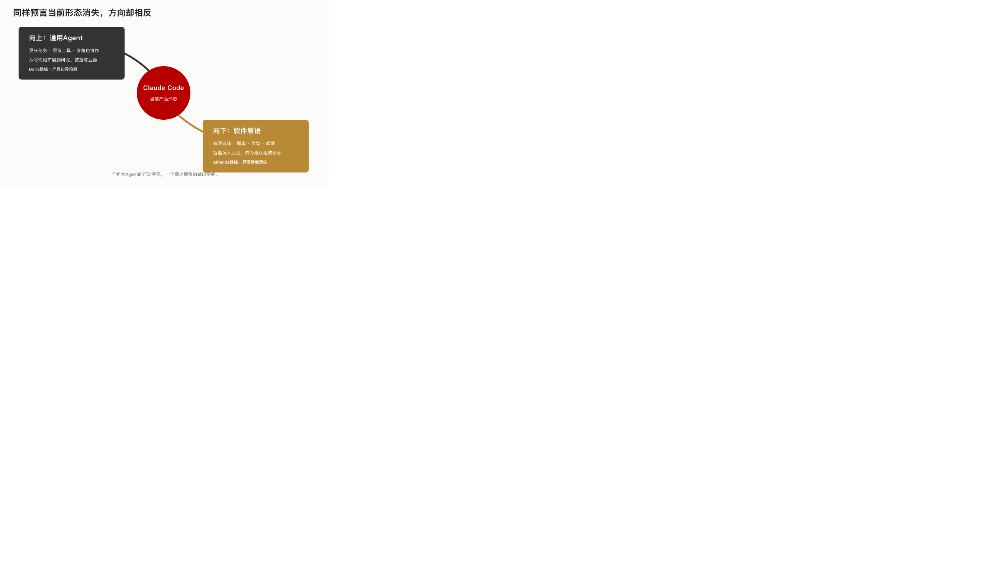 同样预言当前形态消失，方向却相反
向上：通用Agent
更长任务 · 更多工具 · 多角色协作
从写代码扩展到研究、数据与业务
Boris路线：产品边界溶解
Claude Code
当前产品形态
向下：软件原语
有限选择 · 概率 · 类型 · 阈值
智能沉入后台，成为程序组成部分
Almeida路线：界面彻底消失
一个扩大Agent的行动空间，一个缩小模型的输出空间。